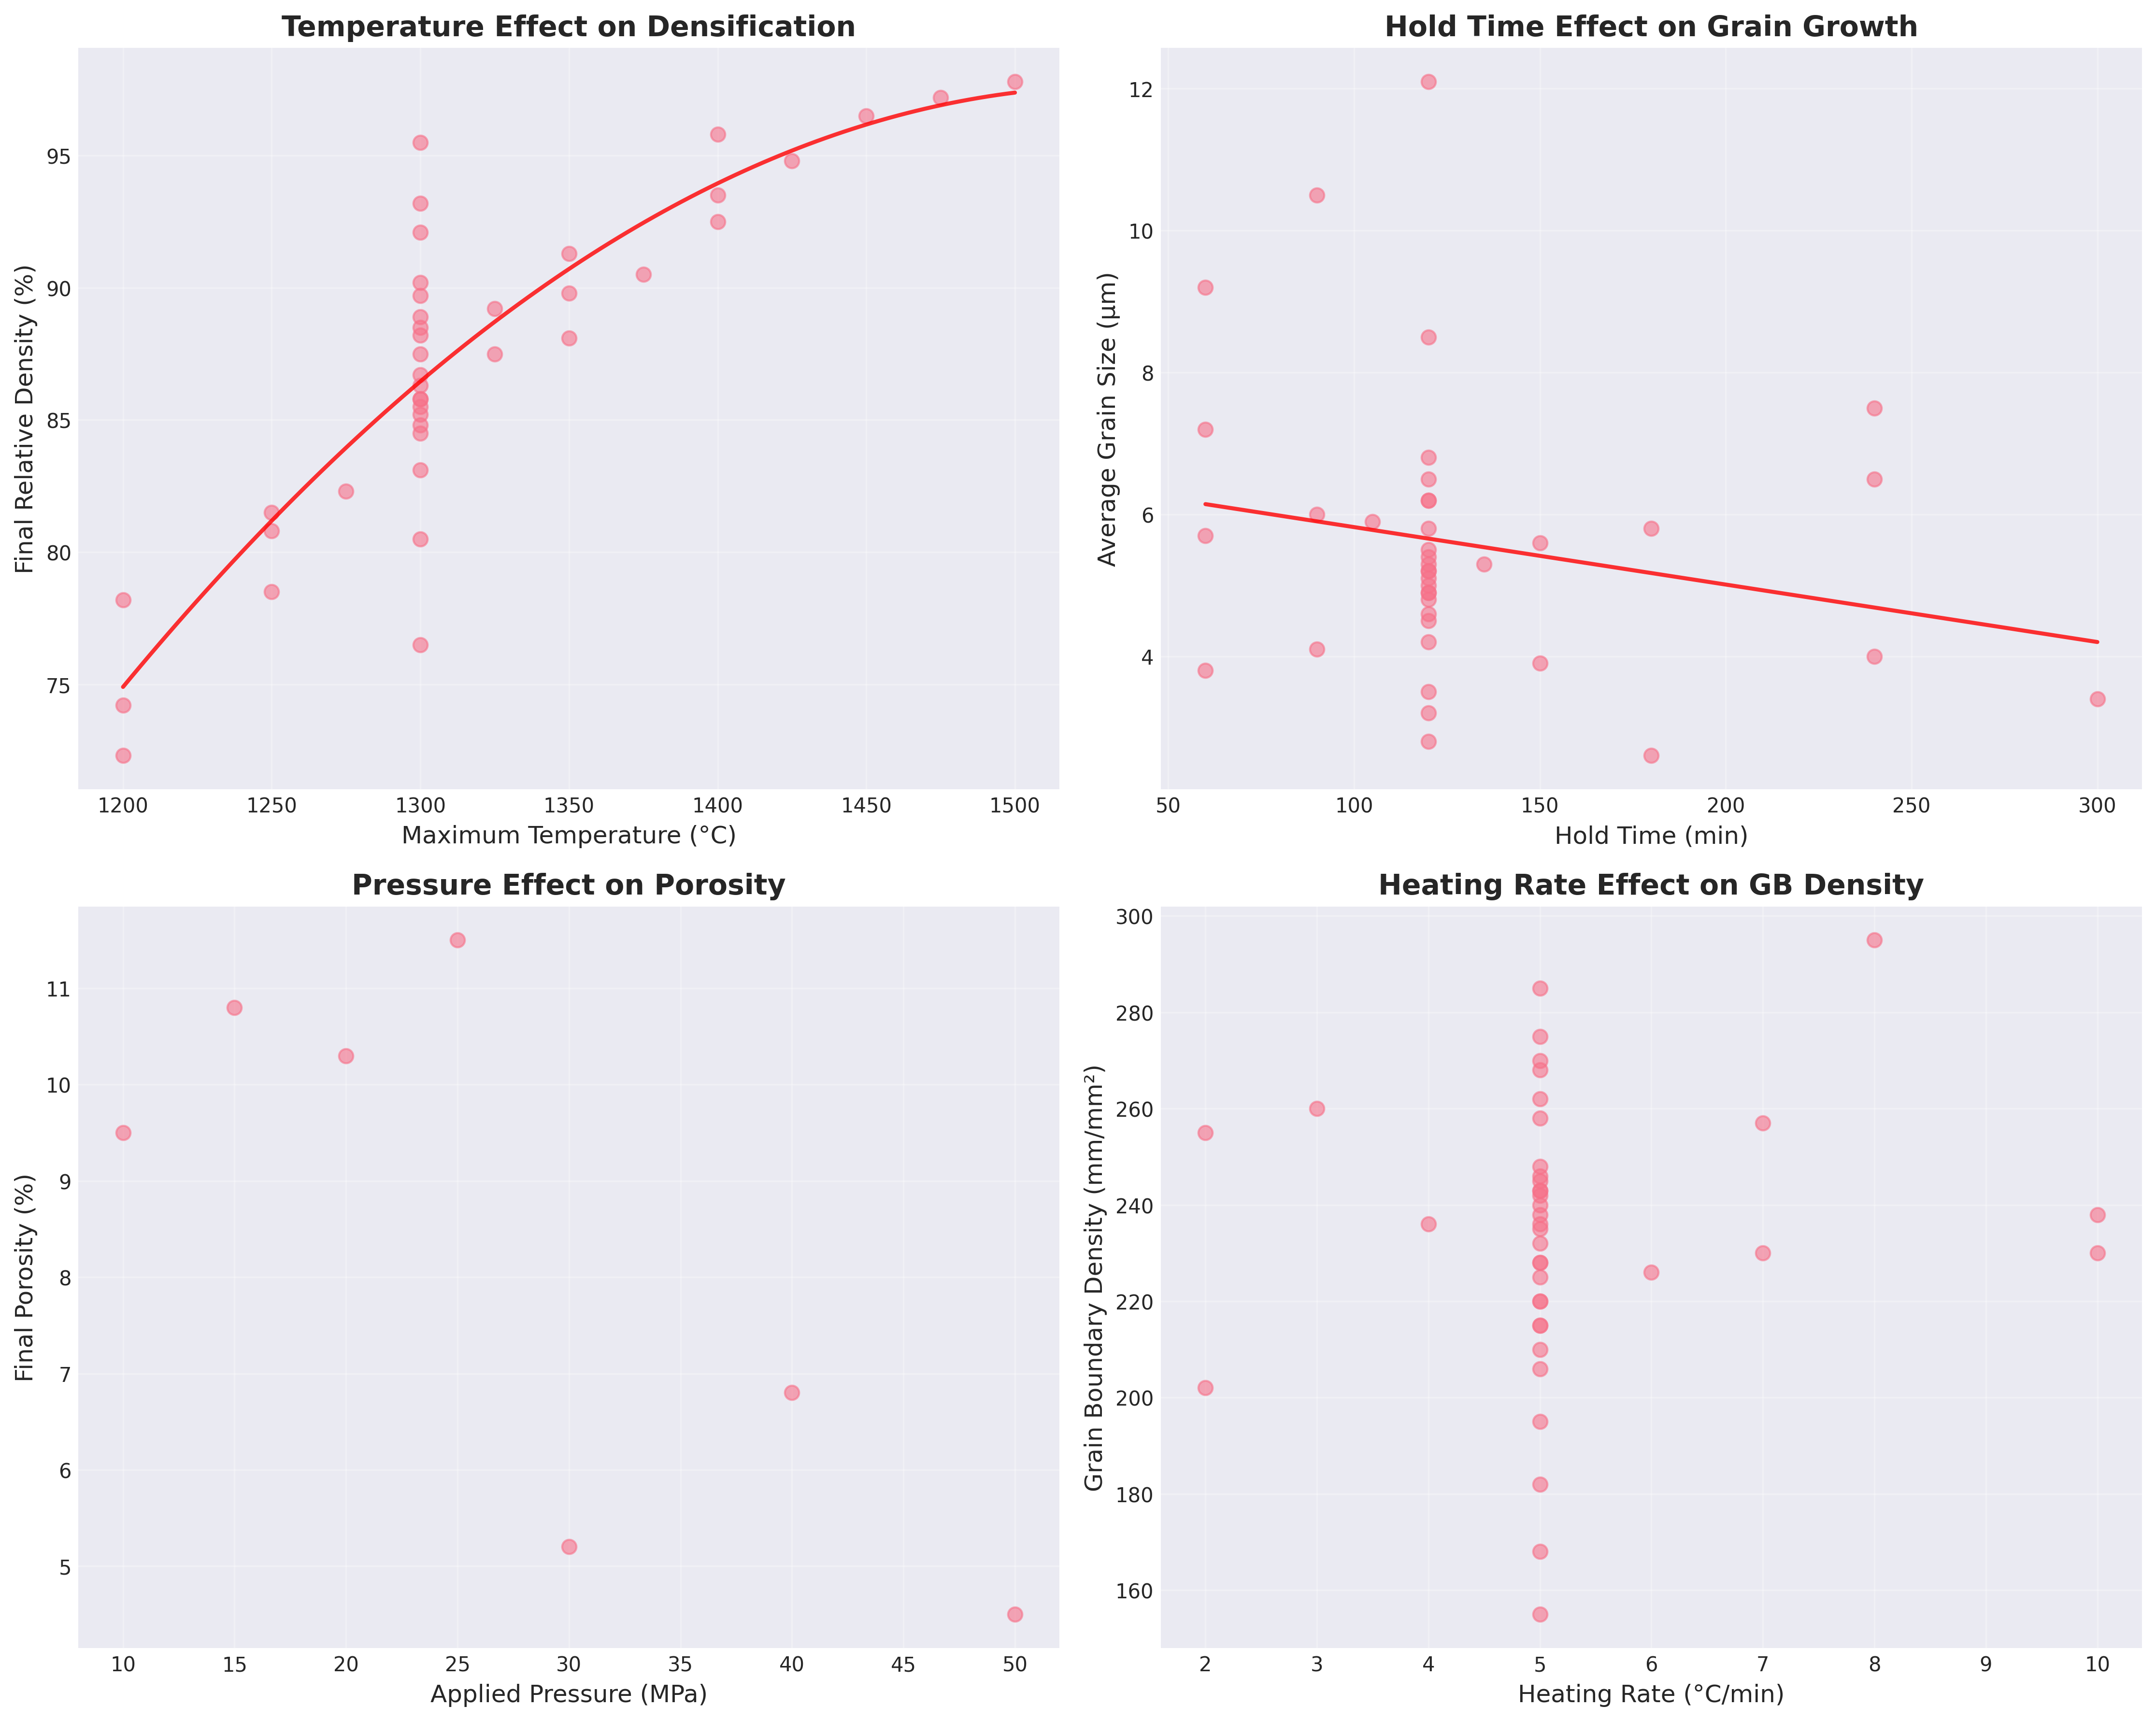 Temperature Effect on Densification
Final Relative Density (%)
95
90
85
80
75
1200 1250 1300 1350 1400 1450 1500
Maximum Temperature (°C)
Hold Time Effect on Grain Growth
Average Grain Size (μm)
12
10
8
6
4
50 100 150 200 250 300
Hold Time (min)
Pressure Effect on Porosity
Final Porosity (%)
11
10
9
8
7
6
5
10 15 20 25 30 35 40 45 50
Applied Pressure (MPa)
Heating Rate Effect on GB Density
Grain Boundary Density (mm/mm²)
300
280
260
240
220
200
180
160
2 3 4 5 6 7 8 9 10
Heating Rate (°C/min)